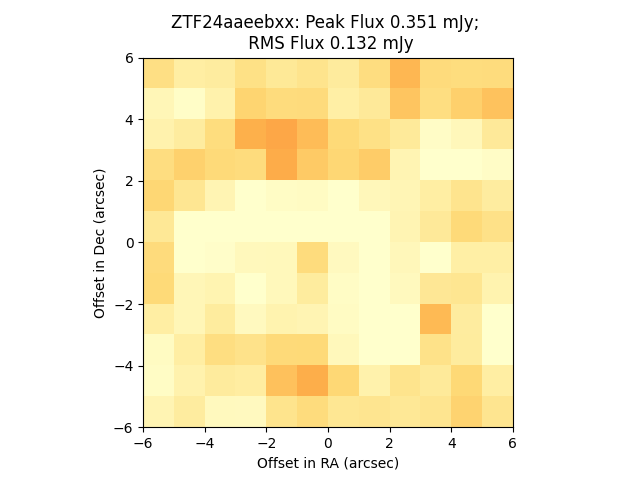 ZTF24aaeebxx: Peak Flux 0.351 mJy;
RMS Flux 0.132 mJy
6
4
2
0
−2
−4
−6
Offset in Dec (arcsec)
−6 −4 −2 0 2 4 6
Offset in RA (arcsec)